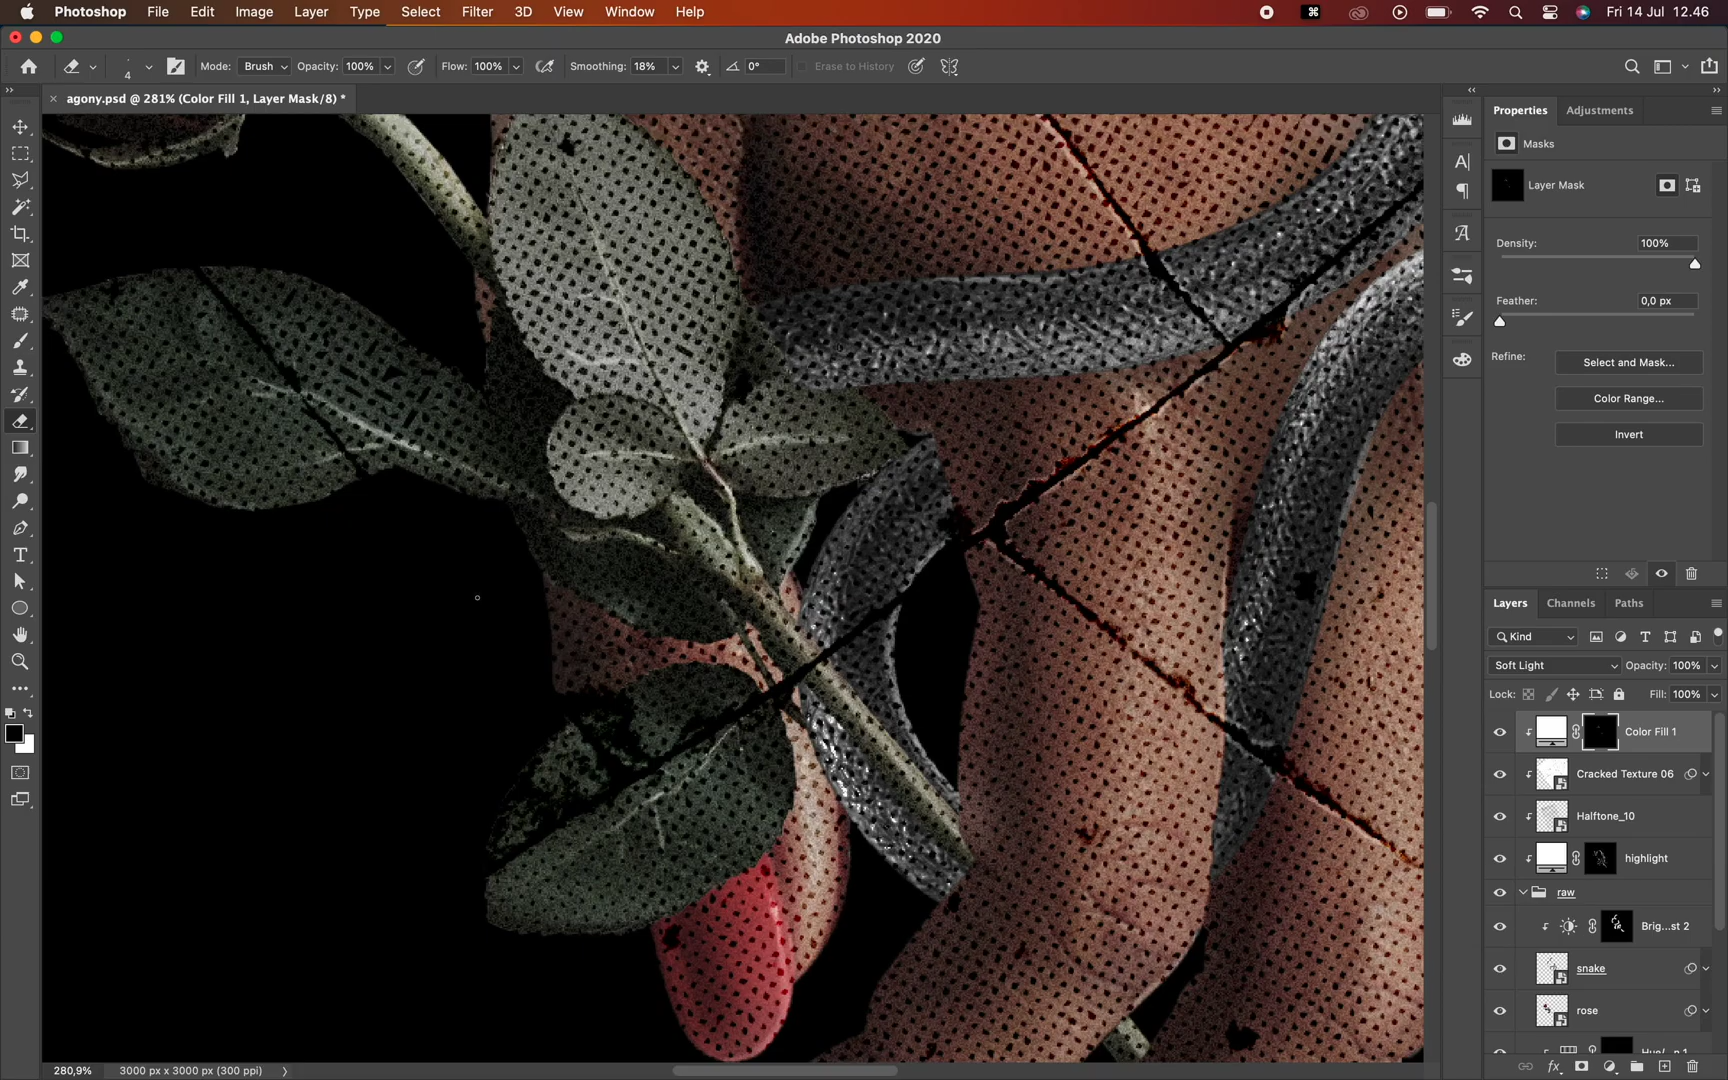 Photoshop File Edit Image Layer Type Select Filter 3D View Window Help Fri 14 Jul 12.46
Adobe Photoshop 2020
4 Mode: Brush Opacity: 100% Flow: 100% Smoothing: 18% 0° Erase to History
agony.psd @ 281% (Color Fill 1, Layer Mask/8) *
Properties Adjustments
Masks
Layer Mask
Density: 100%
Feather: 0,0 px
Refine: Select and Mask...
Color Range...
Invert
Layers Channels Paths
Kind
Soft Light Opacity: 100%
Lock: Fill: 100%
Color Fill 1
Cracked Texture 06
Halftone_10
highlight
raw
Brig...st 2
snake
rose
Hue/...n 1
280,9% 3000 px x 3000 px (300 ppi)